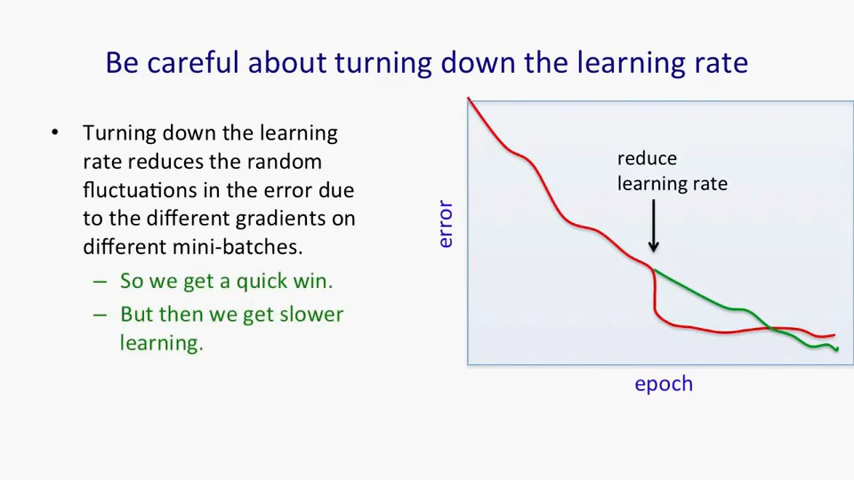 Be careful about turning down the learning rate
• Turning down the learning
rate reduces the random
fluctuations in the error due
to the different gradients on
different mini-batches.
– So we get a quick win.
– But then we get slower
learning.
reduce
learning rate
error
epoch